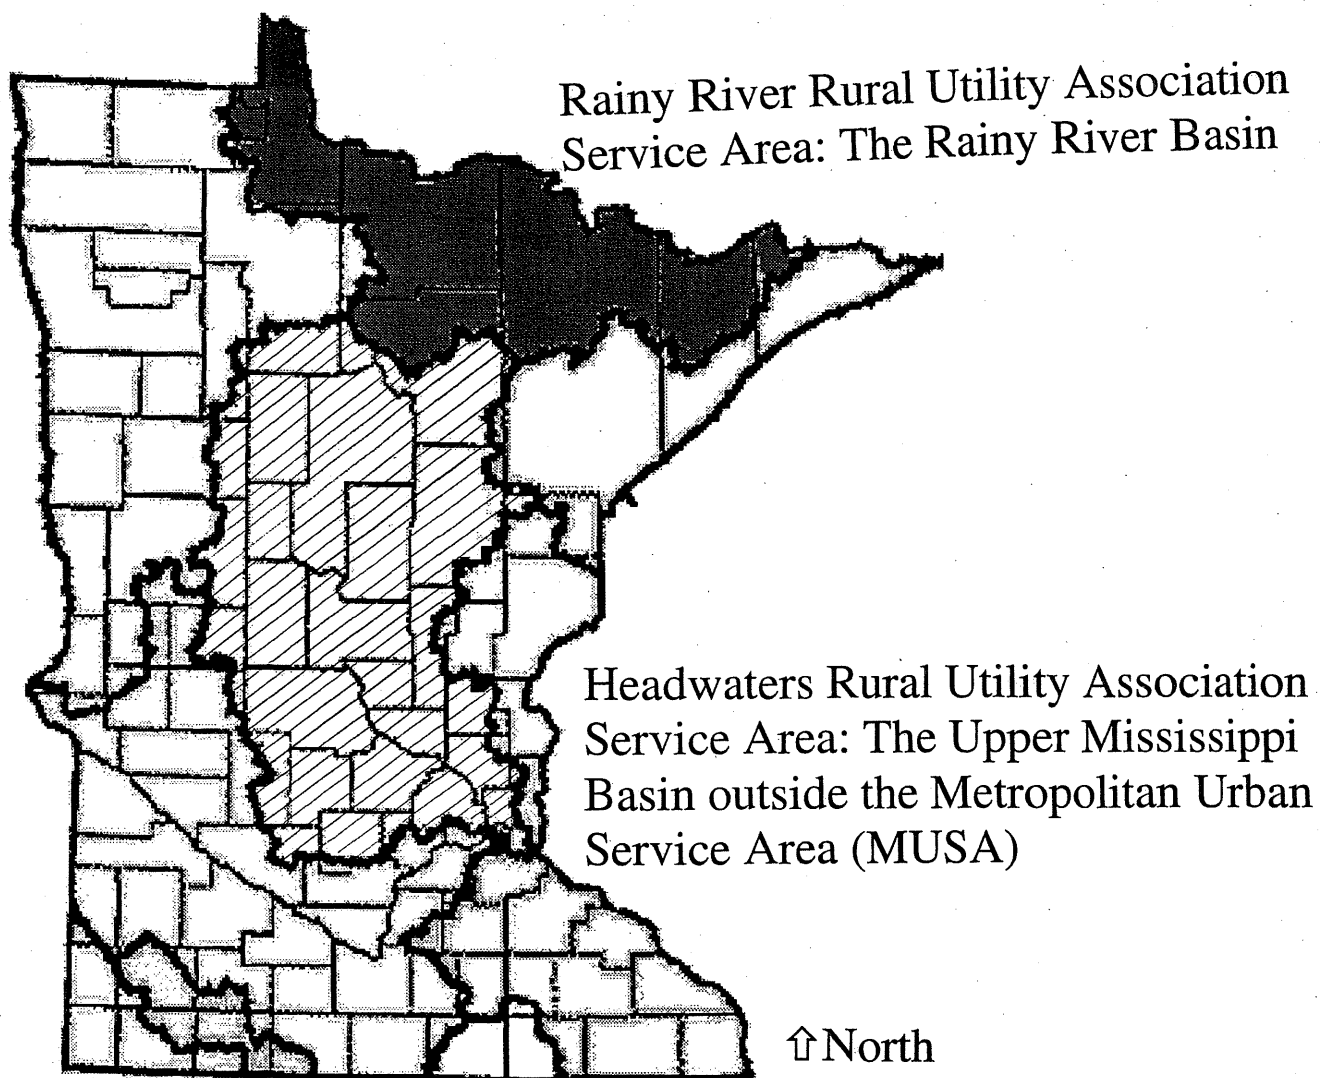 Rainy River Rural Utility Association
Service Area: The Rainy River Basin
Headwaters Rural Utility Association
Service Area: The Upper Mississippi
Basin outside the Metropolitan Urban
Service Area (MUSA)
⇧North